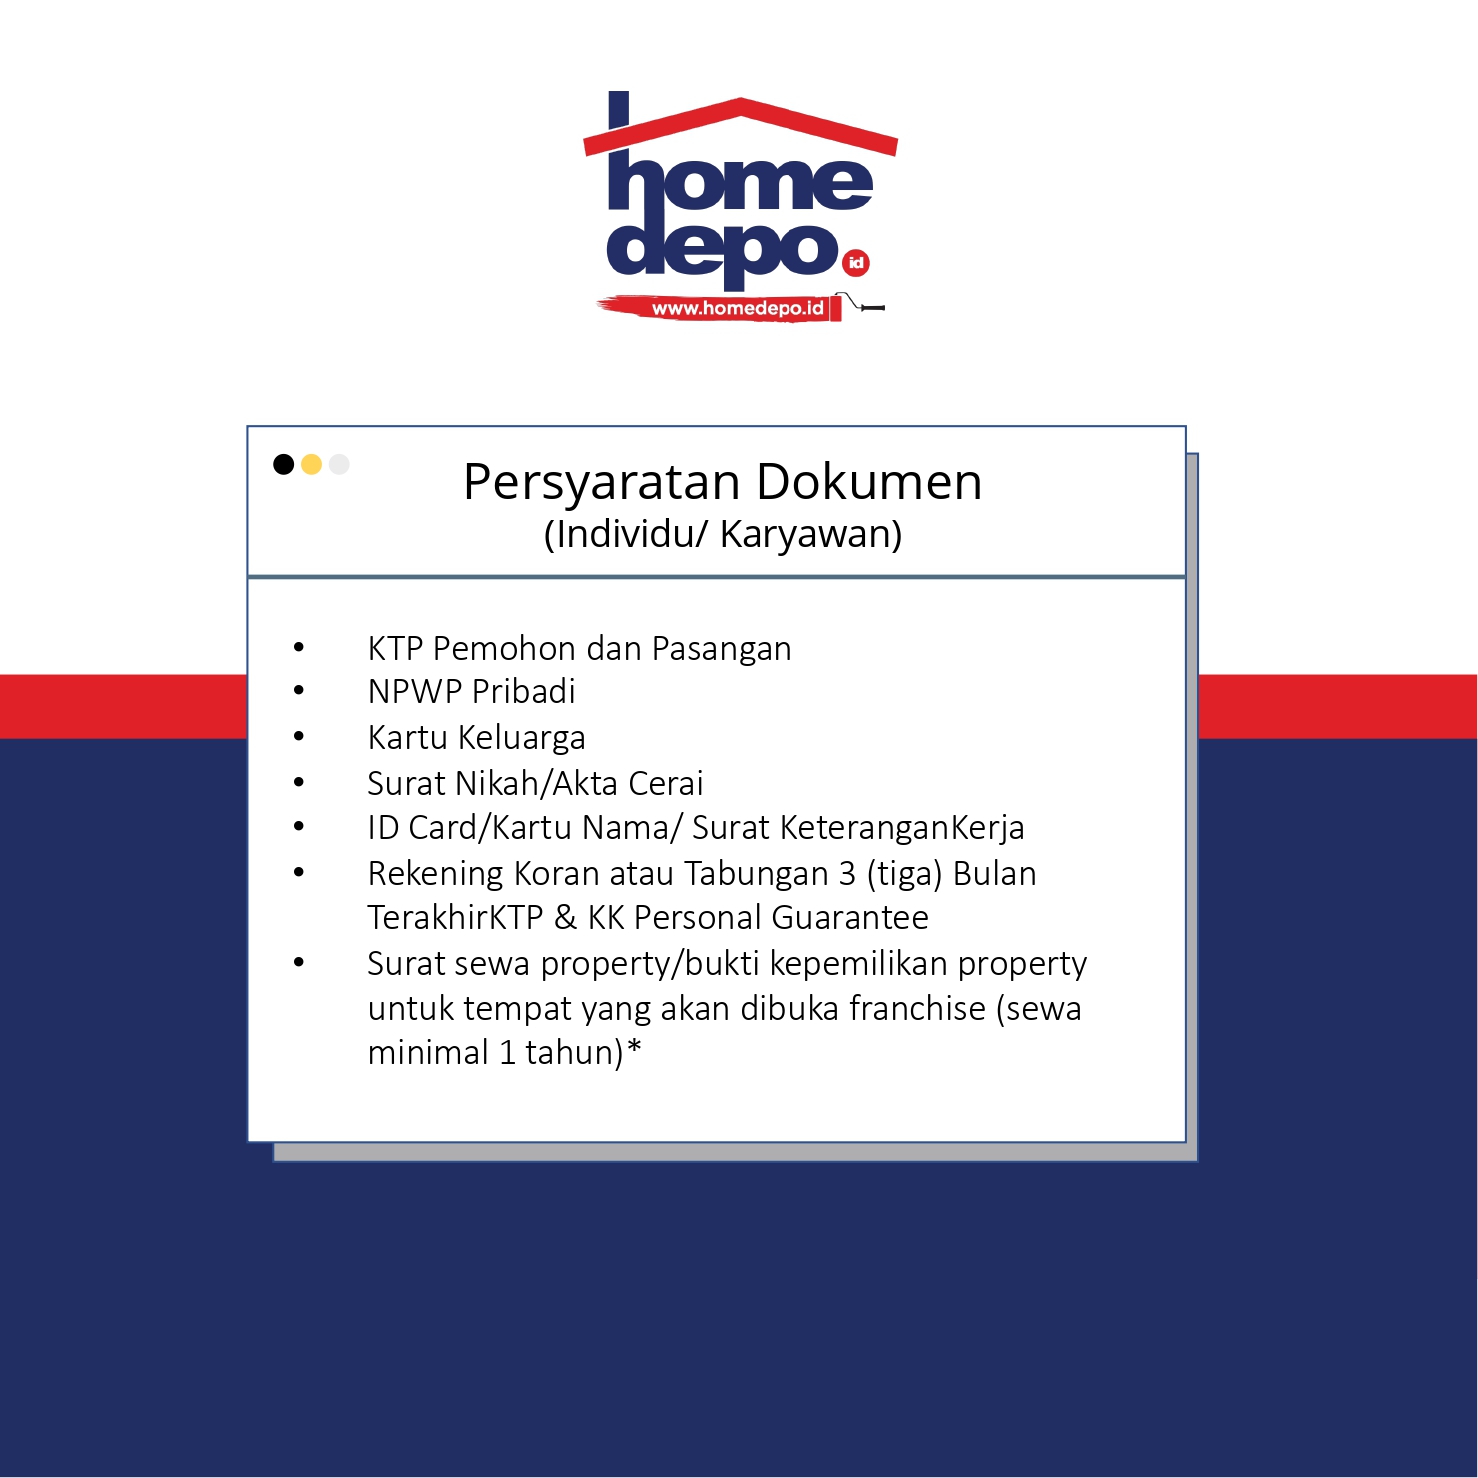 home
depo.id
www.homedepo.id
Persyaratan Dokumen
(Individu/ Karyawan)
• KTP Pemohon dan Pasangan
• NPWP Pribadi
• Kartu Keluarga
• Surat Nikah/Akta Cerai
• ID Card/Kartu Nama/ Surat KeteranganKerja
• Rekening Koran atau Tabungan 3 (tiga) Bulan
TerakhirKTP & KK Personal Guarantee
• Surat sewa property/bukti kepemilikan property
untuk tempat yang akan dibuka franchise (sewa
minimal 1 tahun)*